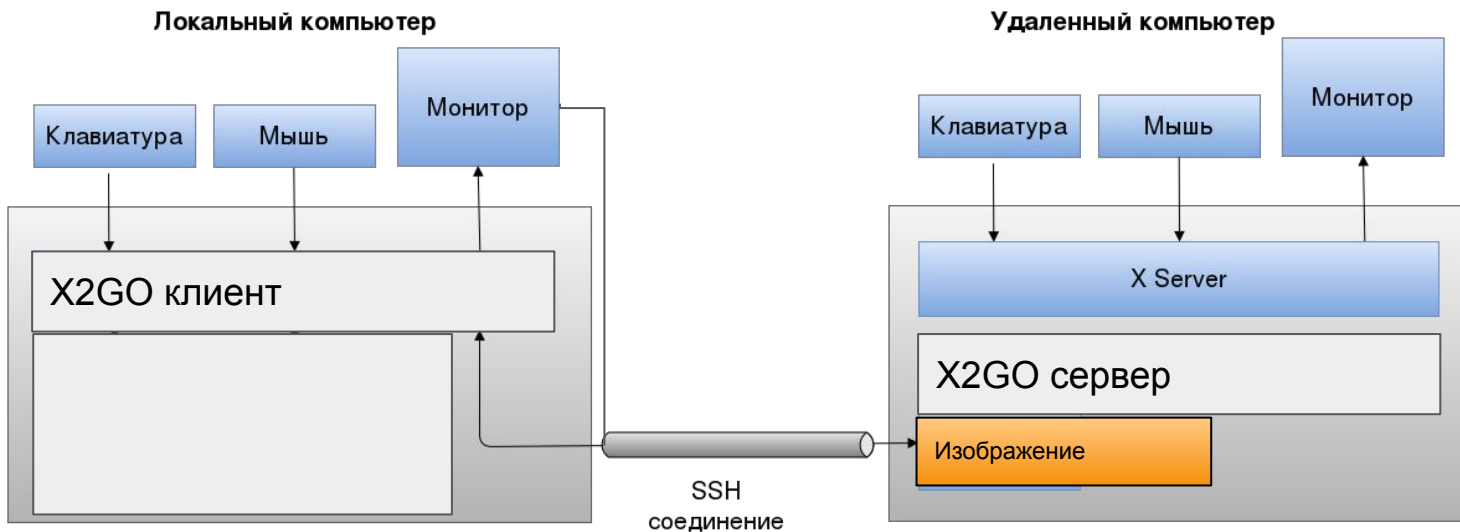 Локальный компьютер
Удаленный компьютер
Клавиатура
Мышь
Монитор
Клавиатура
Мышь
Монитор
X2GO клиент
X Server
X2GO сервер
Изображение
SSH
соединение